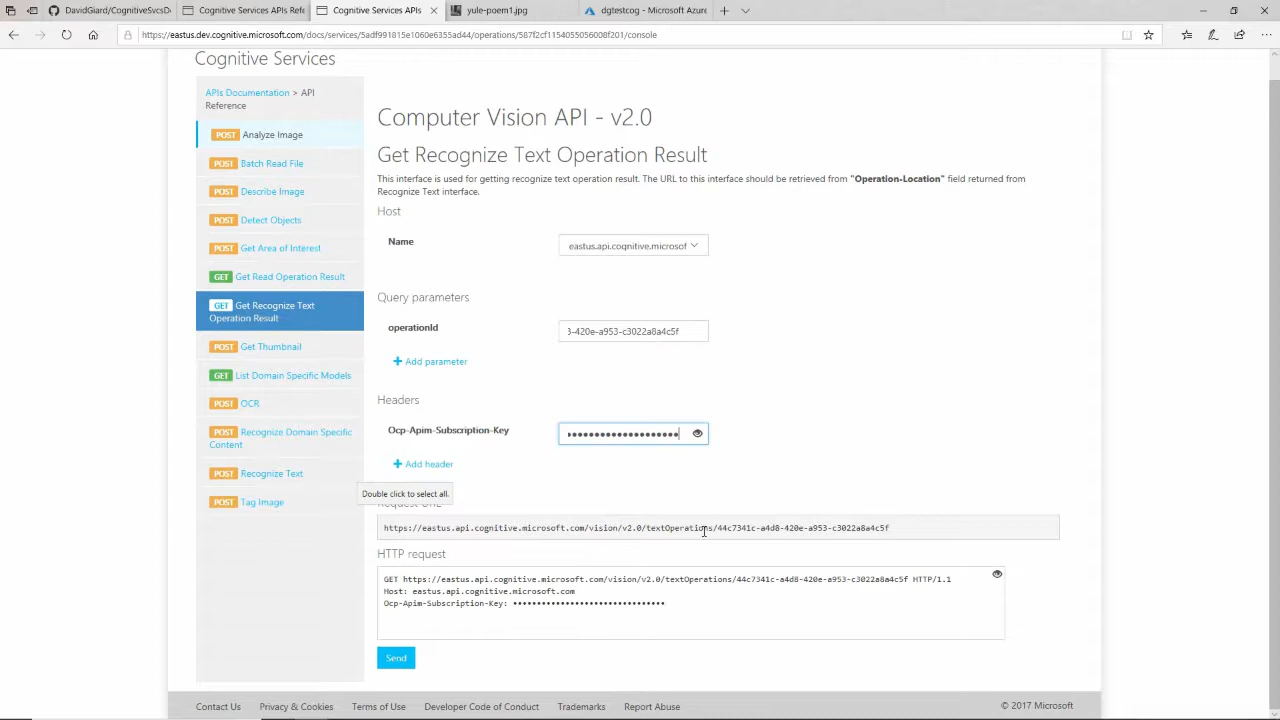 DavidGiard/CognitiveSvcsD
Cognitive Services APIs Refe
Cognitive Services APIs
yule-poem1.jpg
dgtestcog - Microsoft Azure
https://eastus.dev.cognitive.microsoft.com/docs/services/5adf991815e1060e6355ad44/operations/587f2cf1154055056008f201/console
Cognitive Services
APIs Documentation > API
Reference
POST Analyze Image
POST Batch Read File
POST Describe Image
POST Detect Objects
POST Get Area of Interest
GET Get Read Operation Result
GET Get Recognize Text
Operation Result
POST Get Thumbnail
GET List Domain Specific Models
POST OCR
POST Recognize Domain Specific
Content
POST Recognize Text
POST Tag Image
Computer Vision API - v2.0
Get Recognize Text Operation Result
This interface is used for getting recognize text operation result. The URL to this interface should be retrieved from "Operation-Location" field returned from
Recognize Text interface.
Host
Name
eastus.api.cognitive.microsof
Query parameters
operationId
3-420e-a953-c3022a8a4c5f
+ Add parameter
Headers
Ocp-Apim-Subscription-Key
••••••••••••••••••••
+ Add header
Double click to select all.
Request URL
https://eastus.api.cognitive.microsoft.com/vision/v2.0/textOperations/44c7341c-a4d8-420e-a953-c3022a8a4c5f
HTTP request
GET https://eastus.api.cognitive.microsoft.com/vision/v2.0/textOperations/44c7341c-a4d8-420e-a953-c3022a8a4c5f HTTP/1.1
Host: eastus.api.cognitive.microsoft.com
Ocp-Apim-Subscription-Key: ••••••••••••••••••••••••••••••••
Send
Contact Us
Privacy & Cookies
Terms of Use
Developer Code of Conduct
Trademarks
Report Abuse
© 2017 Microsoft